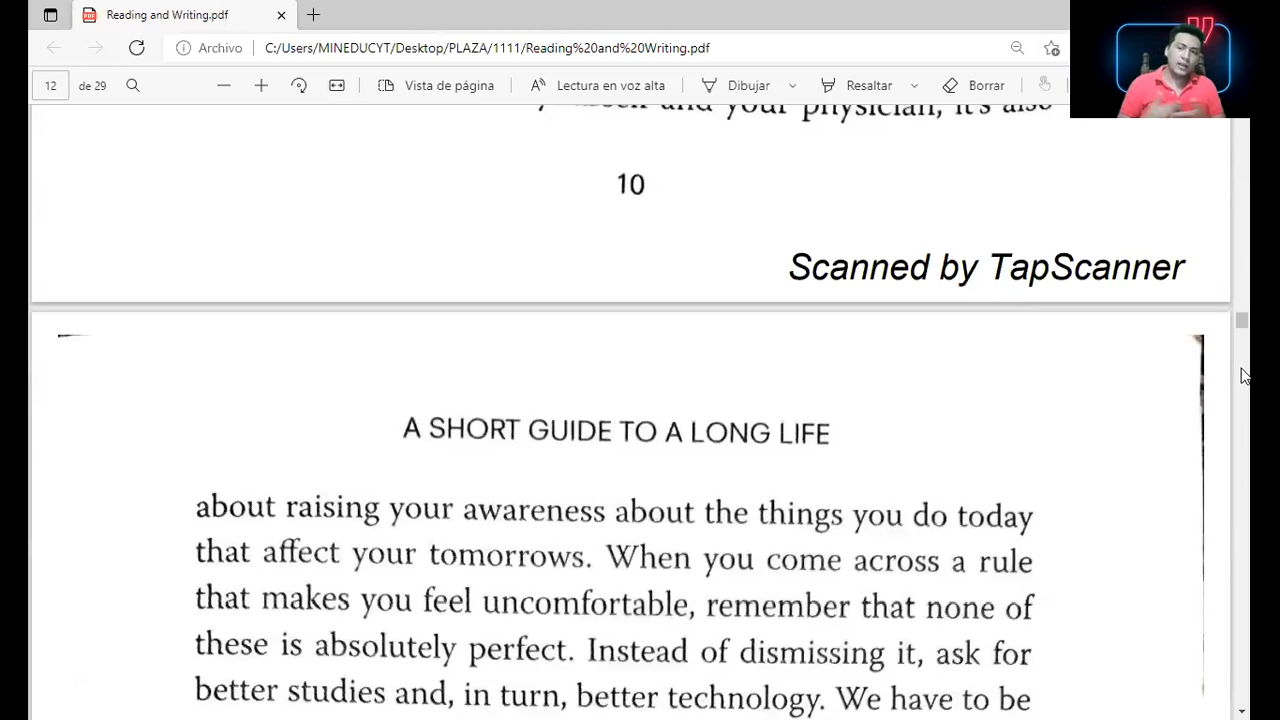 Reading and Writing.pdf
Archivo C:/Users/MINEDUCYT/Desktop/PLAZA/1111/Reading%20and%20Writing.pdf
12 de 29 Vista de página Lectura en voz alta Dibujar Resaltar Borrar
and your physician, it's also
10
Scanned by TapScanner
A SHORT GUIDE TO A LONG LIFE
about raising your awareness about the things you do today
that affect your tomorrows. When you come across a rule
that makes you feel uncomfortable, remember that none of
these is absolutely perfect. Instead of dismissing it, ask for
better studies and, in turn, better technology. We have to be